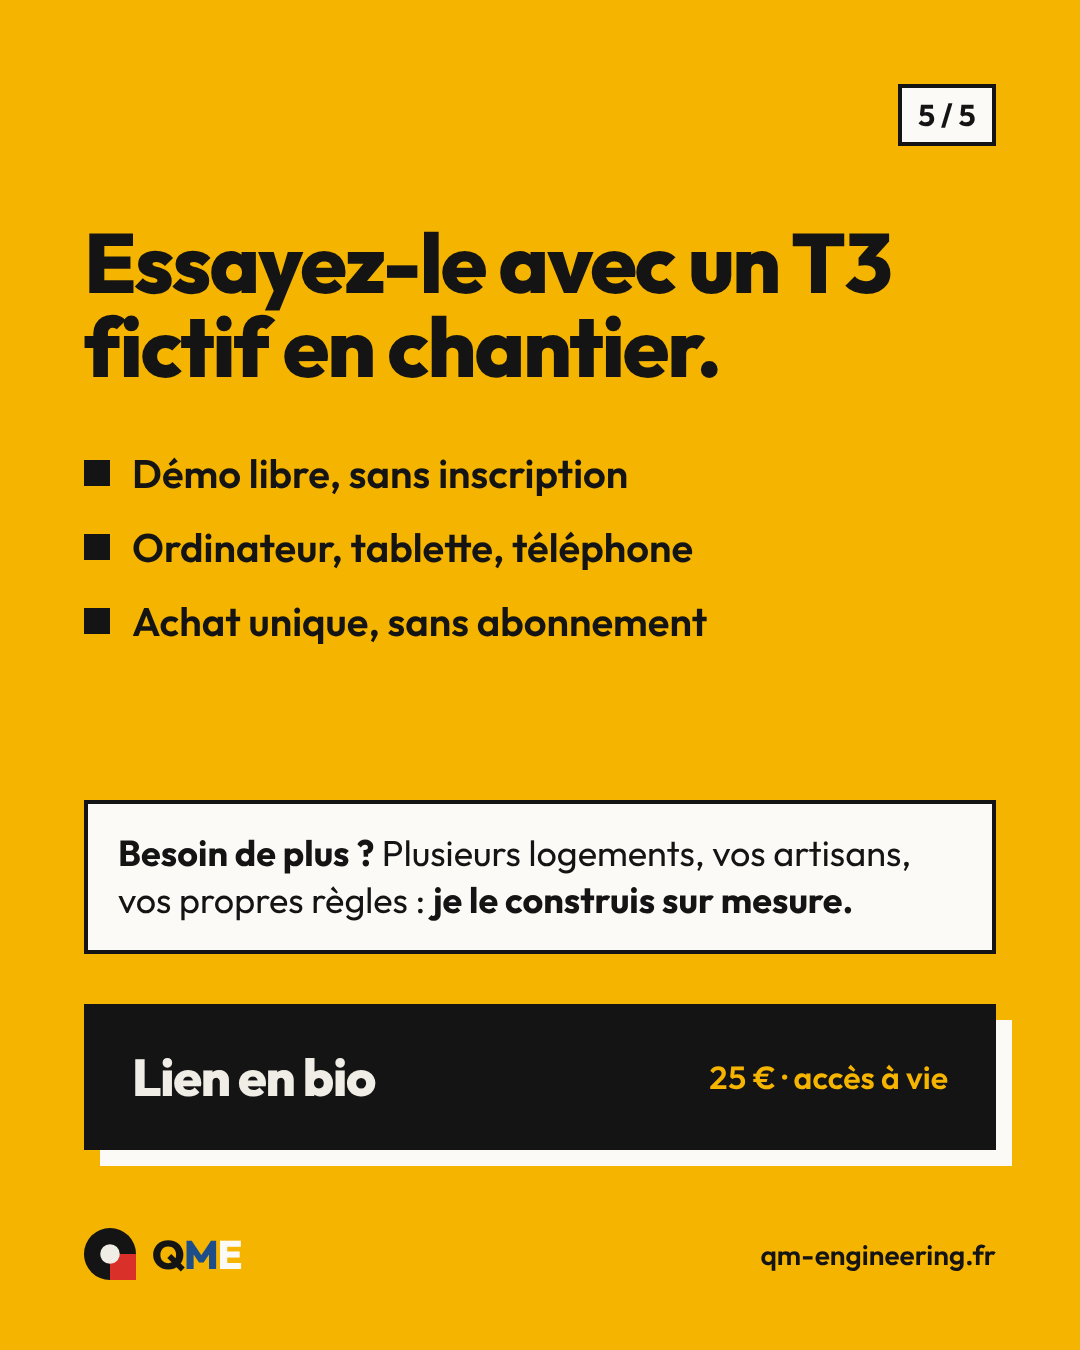 5 / 5
Essayez-le avec un T3
fictif en chantier.
Démo libre, sans inscription
Ordinateur, tablette, téléphone
Achat unique, sans abonnement
Besoin de plus ? Plusieurs logements, vos artisans,
vos propres règles : je le construis sur mesure.
Lien en bio
25 € · accès à vie
QME
qm-engineering.fr